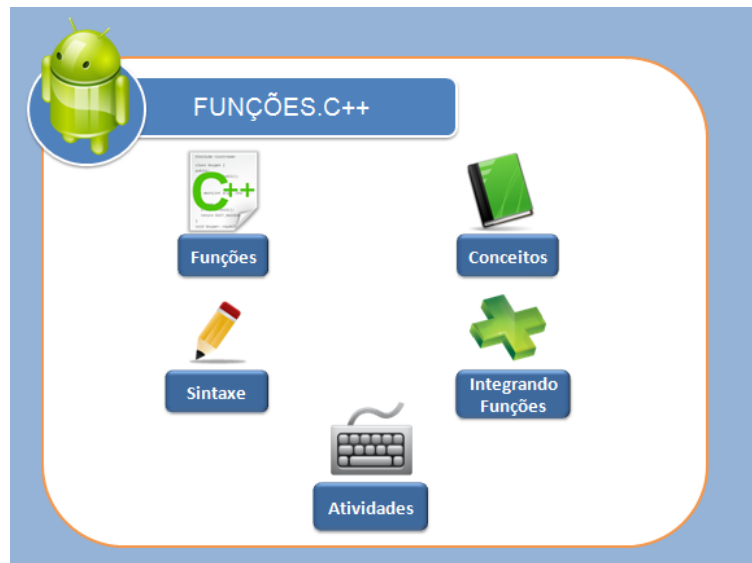 FUNÇÕES.C++
C++
Funções
Conceitos
Sintaxe
Integrando
Funções
Atividades